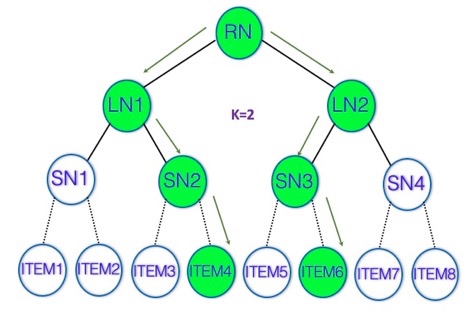 RN
LN1
K=2
LN2
SN1
SN2
SN3
SN4
ITEM1
ITEM2
ITEM3
ITEM4
ITEM5
ITEM6
ITEM7
ITEM8